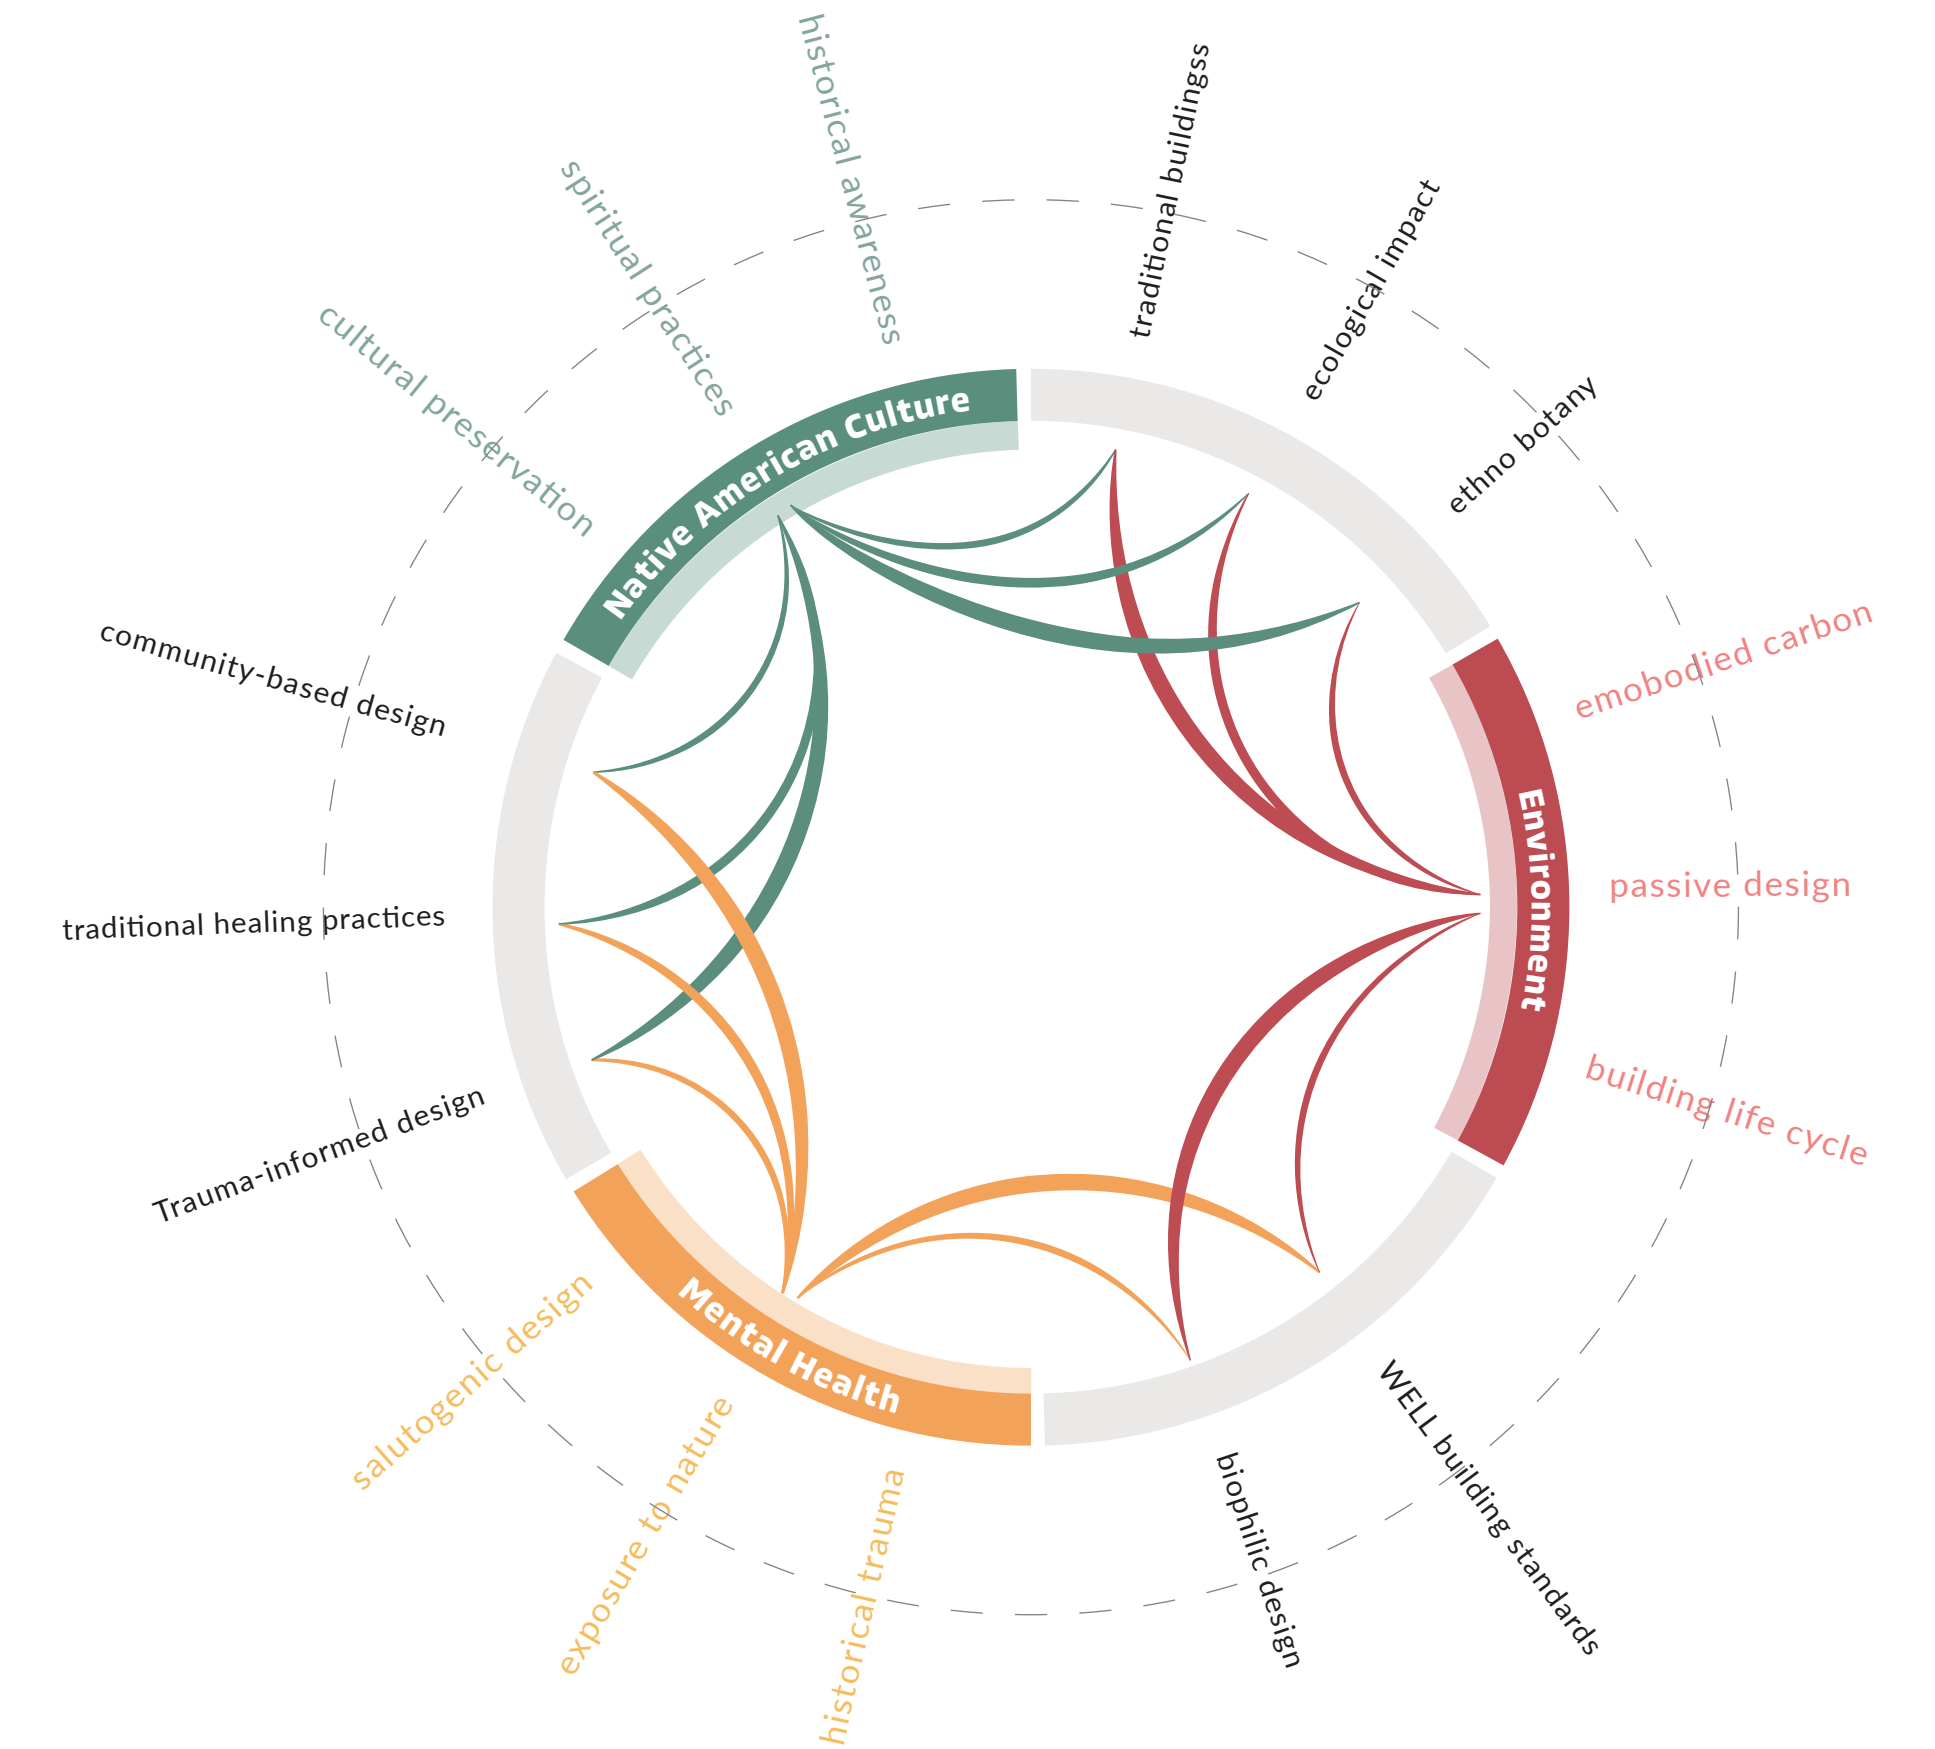 historical awareness
traditional buildingss
spiritual practices
ecological impact
cultural preservation
ethno botany
Native American Culture
community-based design
emobodied carbon
Environment
passive design
traditional healing practices
building life cycle
Trauma-informed design
Mental Health
salutogenic design
WELL building standards
exposure to nature
biophilic design
historical trauma